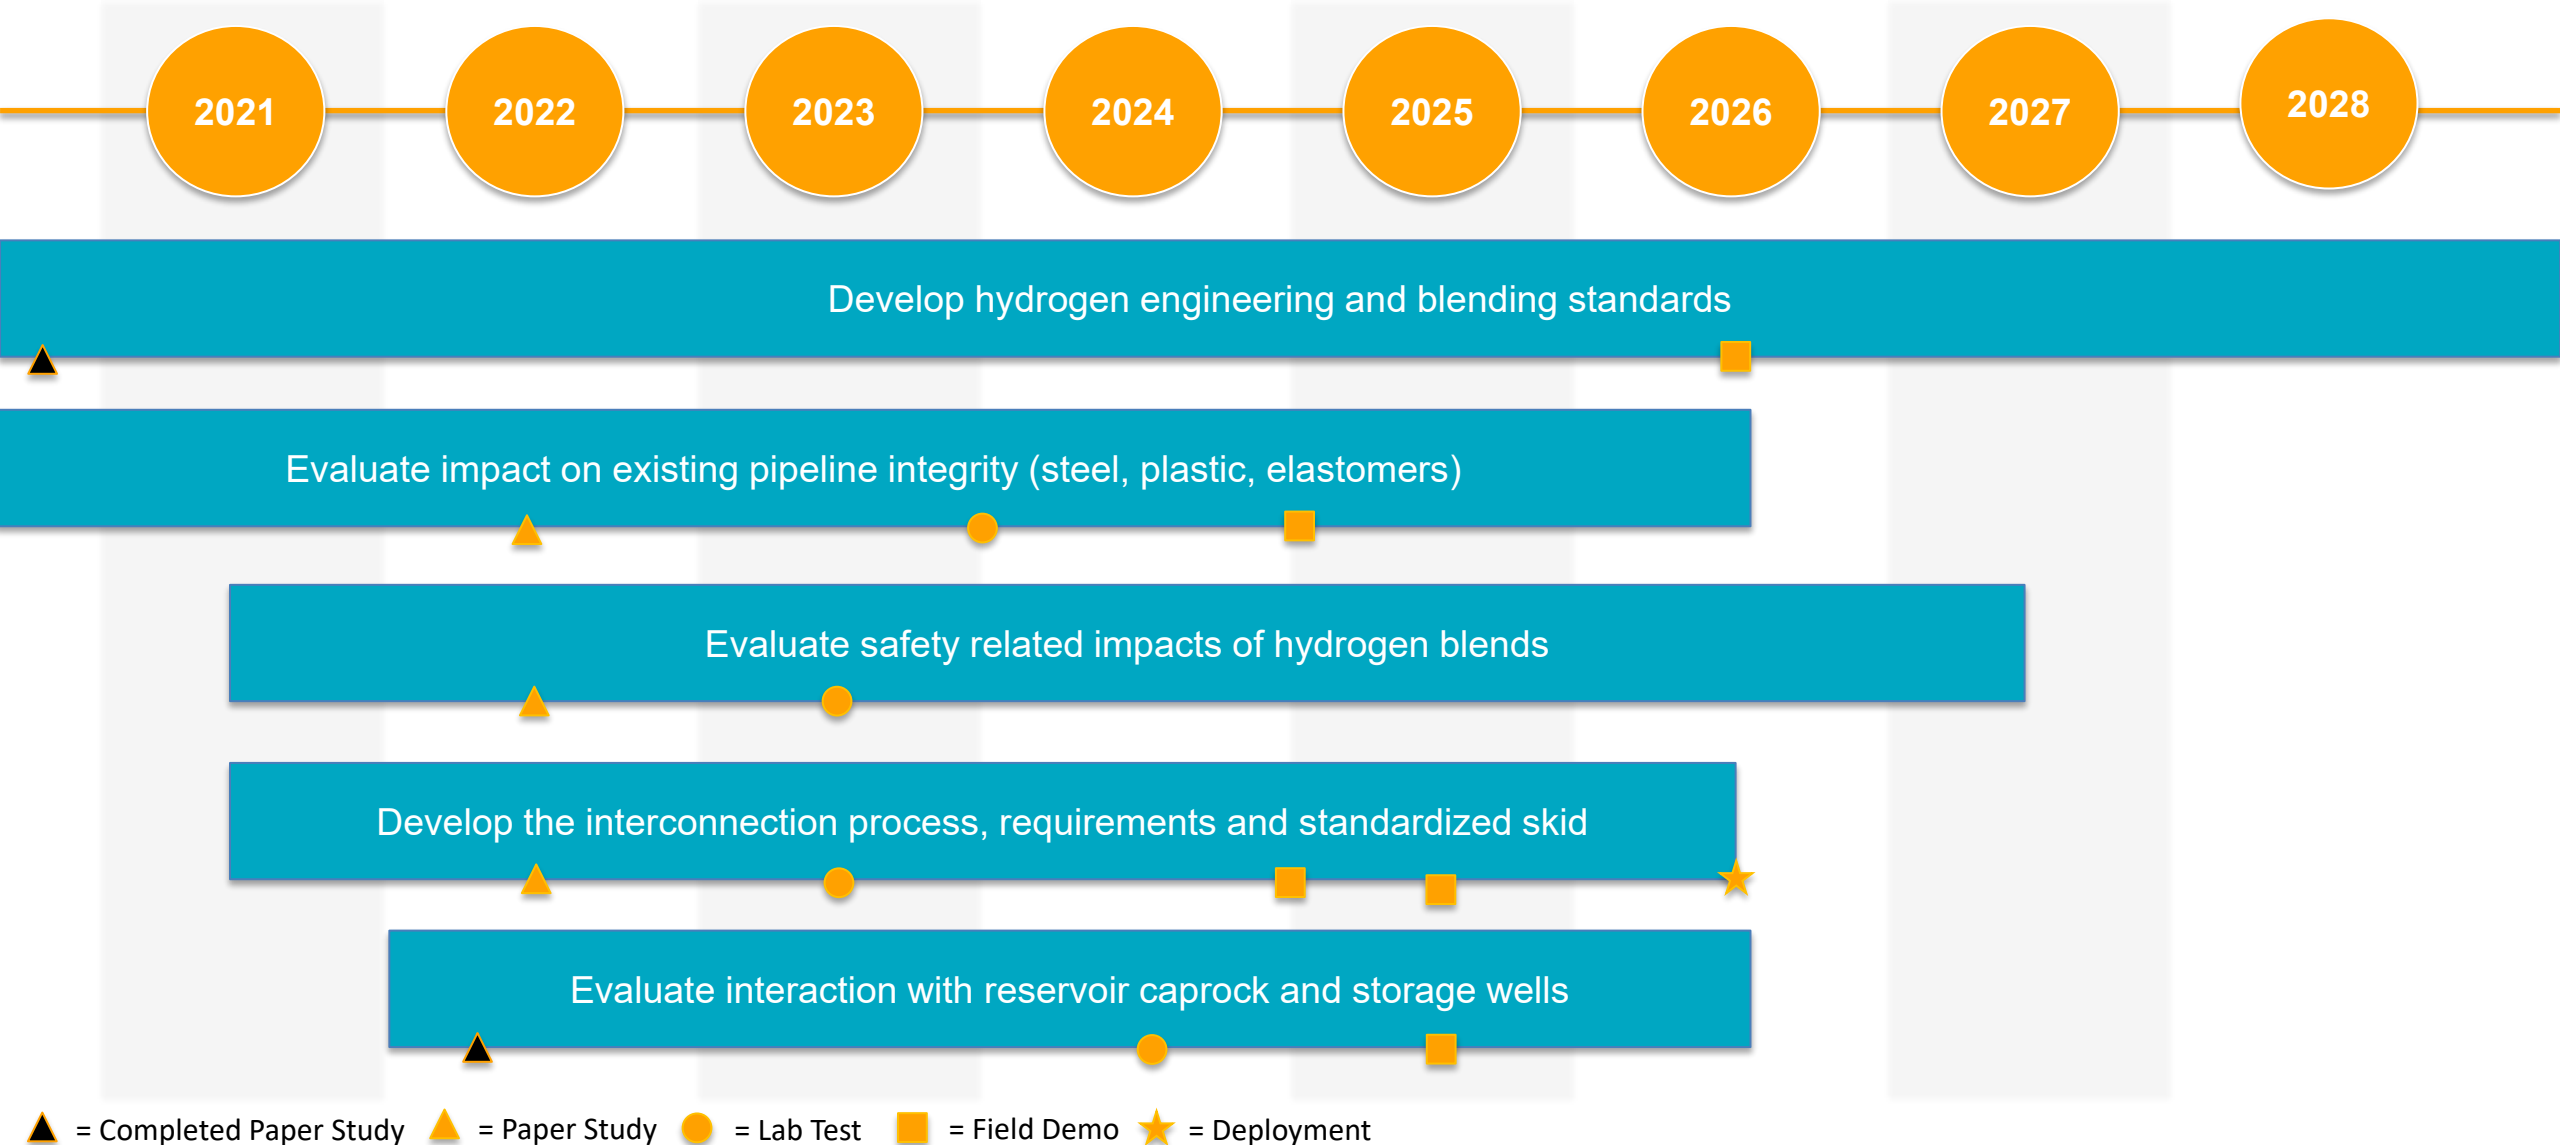 2021 2022 2023 2024 2025 2026 2027 2028
Develop hydrogen engineering and blending standards
Evaluate impact on existing pipeline integrity (steel, plastic, elastomers)
Evaluate safety related impacts of hydrogen blends
Develop the interconnection process, requirements and standardized skid
Evaluate interaction with reservoir caprock and storage wells
= Completed Paper Study = Paper Study = Lab Test = Field Demo = Deployment